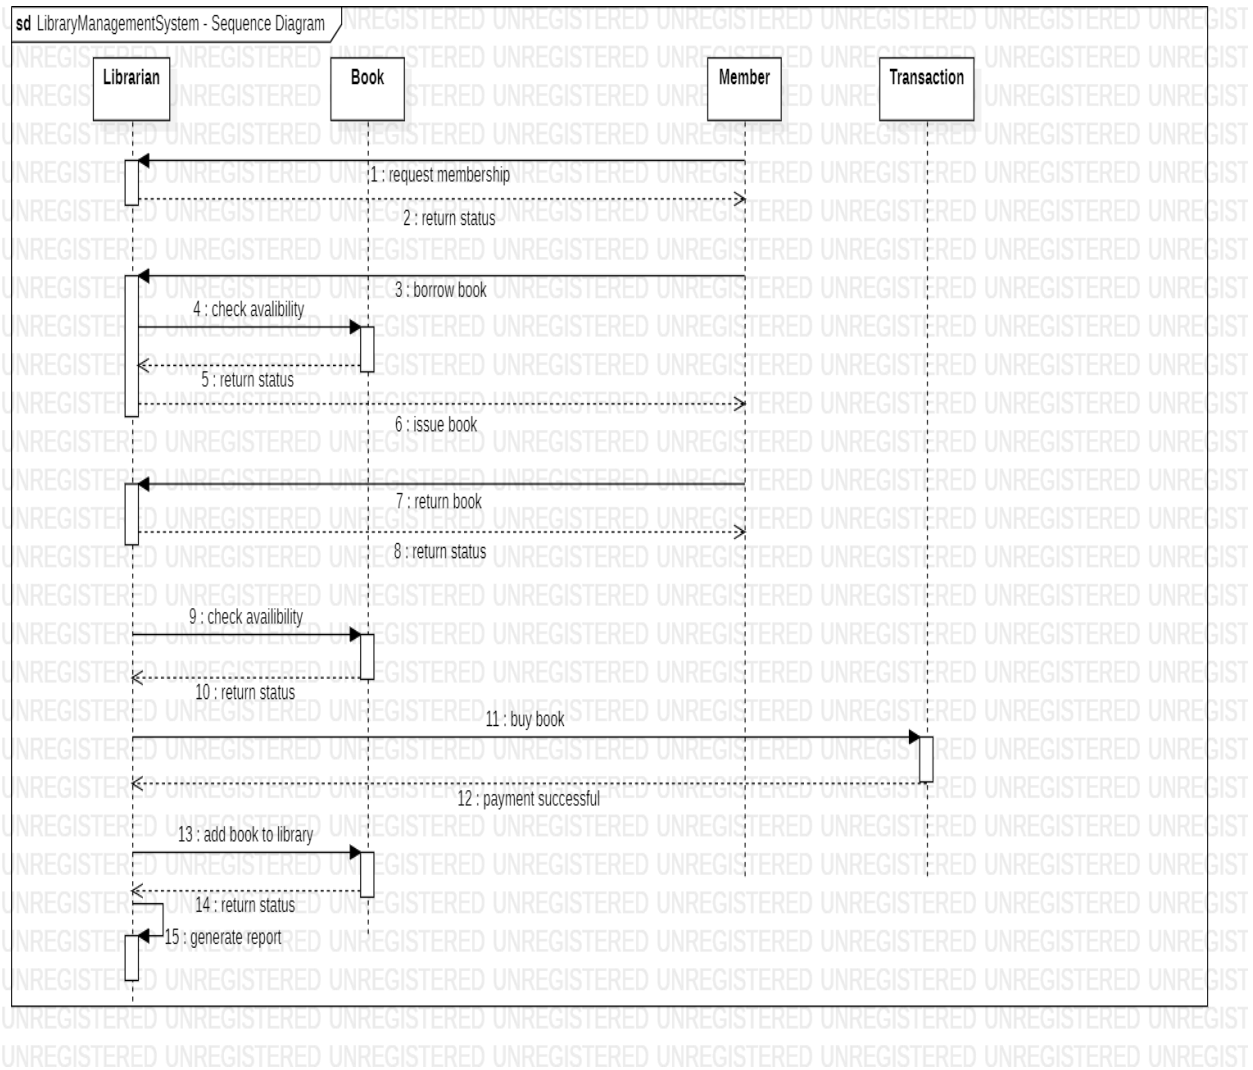 sd LibraryManagementSystem - Sequence Diagram
Librarian
Book
Member
Transaction
1 : request membership
2 : return status
3 : borrow book
4 : check avalibility
5 : return status
6 : issue book
7 : return book
8 : return status
9 : check availibility
10 : return status
11 : buy book
12 : payment successful
13 : add book to library
14 : return status
15 : generate report
UNREGISTERED